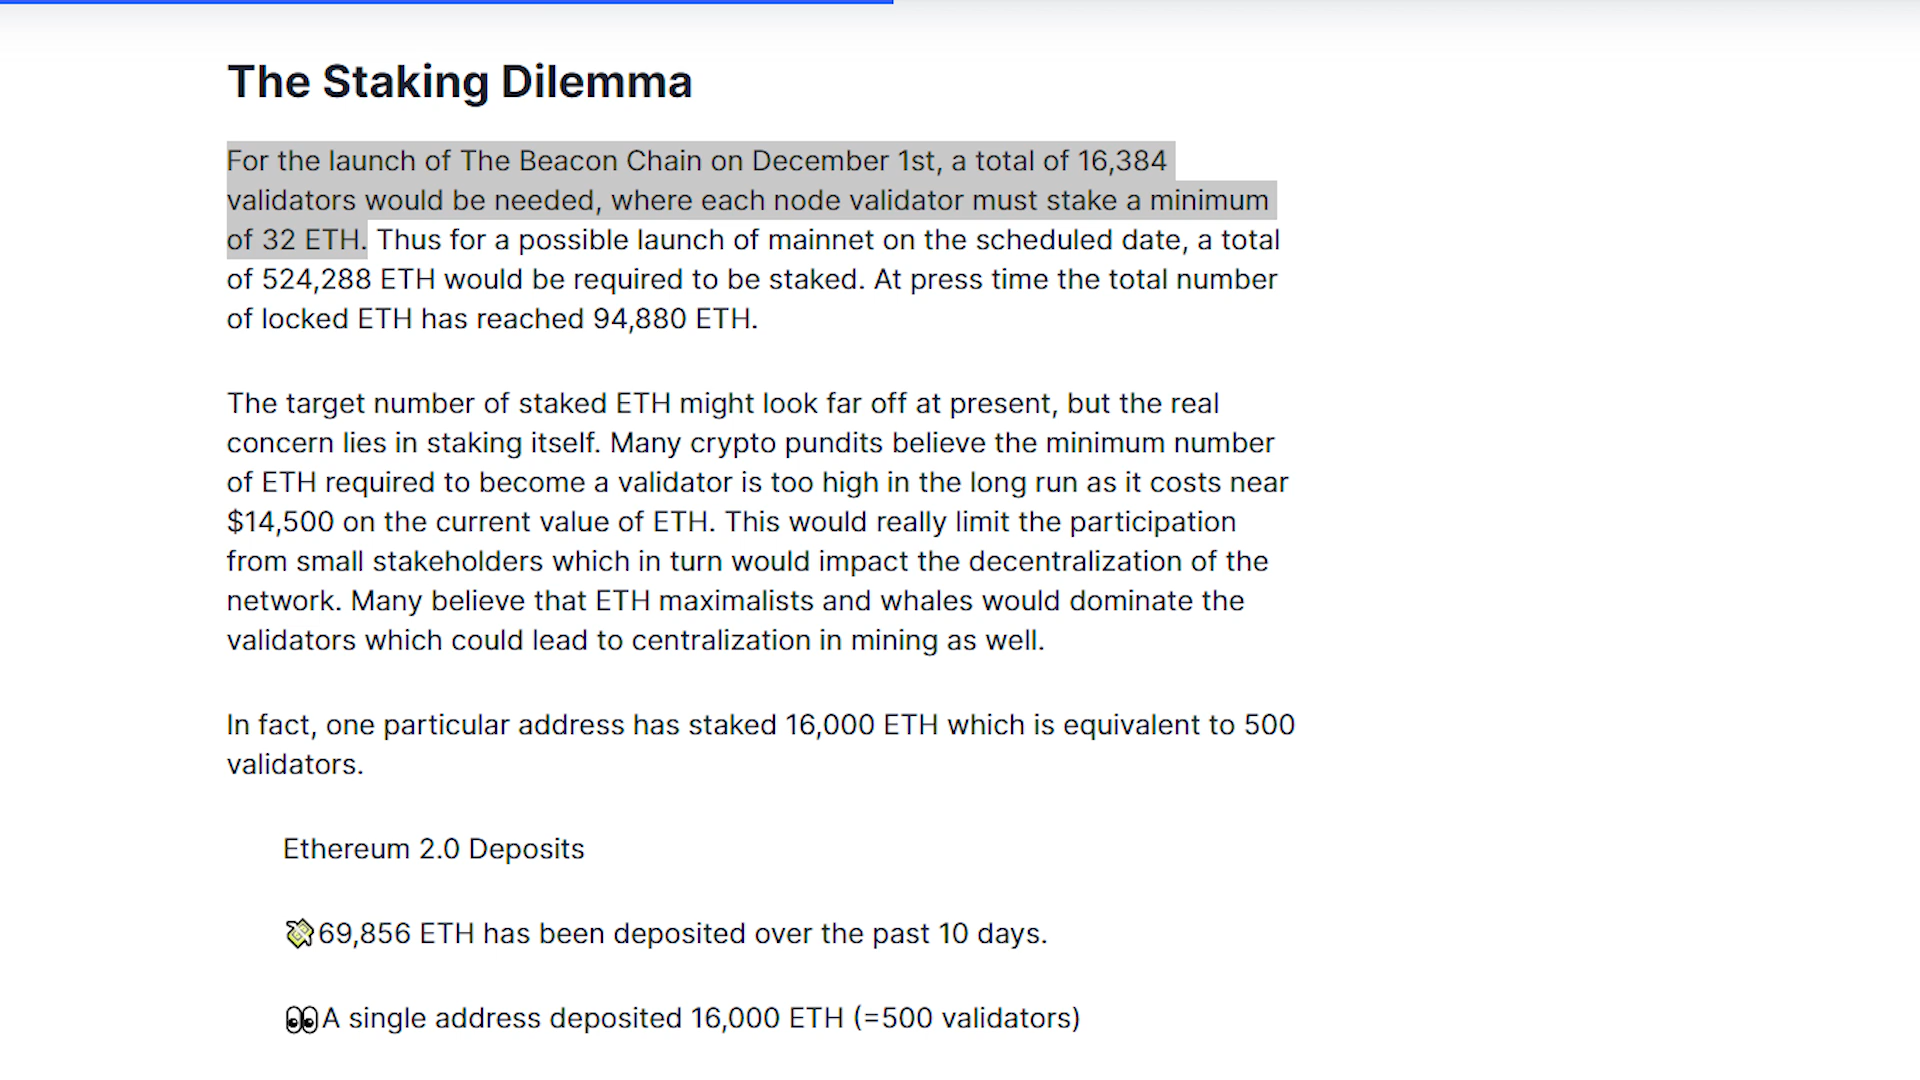 The Staking Dilemma
For the launch of The Beacon Chain on December 1st, a total of 16,384
validators would be needed, where each node validator must stake a minimum
of 32 ETH. Thus for a possible launch of mainnet on the scheduled date, a total
of 524,288 ETH would be required to be staked. At press time the total number
of locked ETH has reached 94,880 ETH.
The target number of staked ETH might look far off at present, but the real
concern lies in staking itself. Many crypto pundits believe the minimum number
of ETH required to become a validator is too high in the long run as it costs near
$14,500 on the current value of ETH. This would really limit the participation
from small stakeholders which in turn would impact the decentralization of the
network. Many believe that ETH maximalists and whales would dominate the
validators which could lead to centralization in mining as well.
In fact, one particular address has staked 16,000 ETH which is equivalent to 500
validators.
Ethereum 2.0 Deposits
💸69,856 ETH has been deposited over the past 10 days.
👀A single address deposited 16,000 ETH (=500 validators)